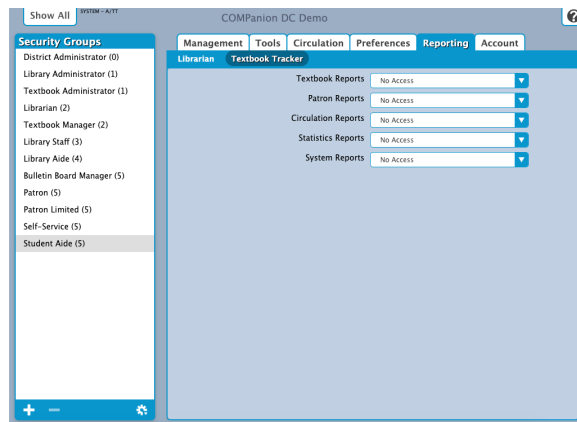 Show All
SYSTEM - A/TT
COMPanion DC Demo
Security Groups
District Administrator (0)
Library Administrator (1)
Textbook Administrator (1)
Librarian (2)
Textbook Manager (2)
Library Staff (3)
Library Aide (4)
Bulletin Board Manager (5)
Patron (5)
Patron Limited (5)
Self-Service (5)
Student Aide (5)
Management Tools Circulation Preferences Reporting Account
Librarian Textbook Tracker
Textbook Reports No Access
Patron Reports No Access
Circulation Reports No Access
Statistics Reports No Access
System Reports No Access